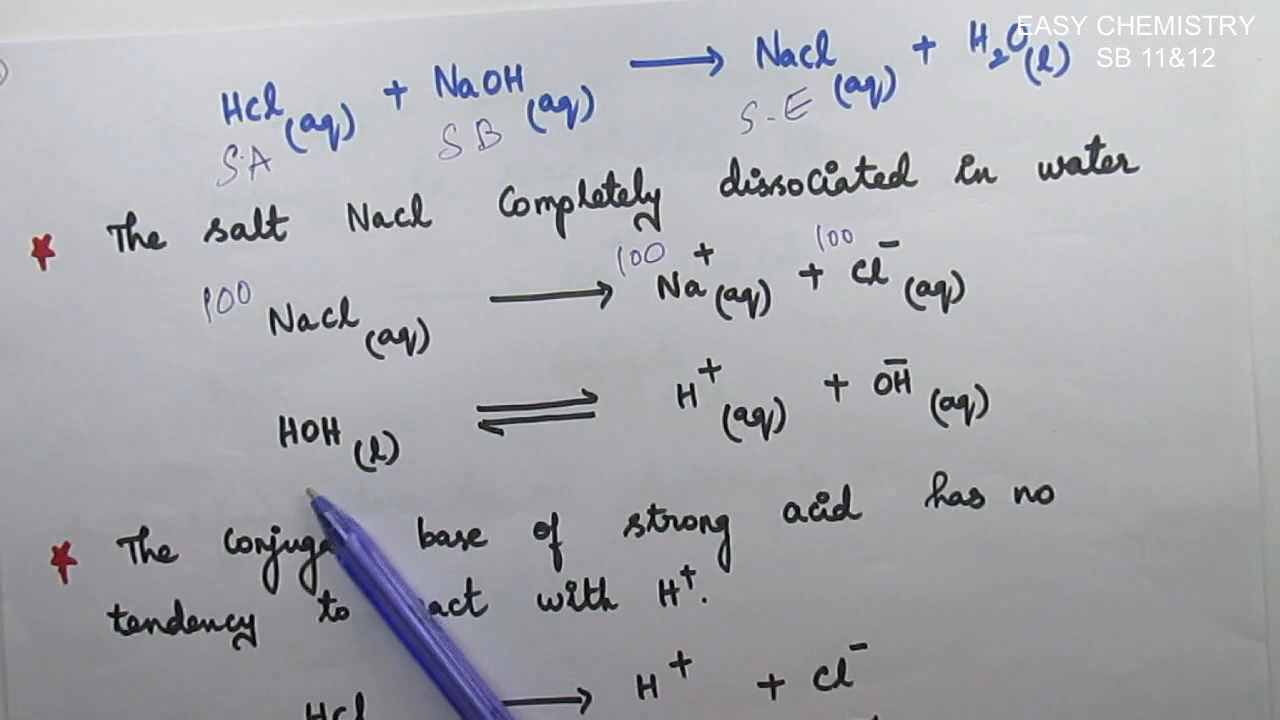 EASY CHEMISTRY
SB 11&12
HCl(aq) + NaOH(aq) ⟶ NaCl(aq) + H₂O(l)
S.A SB S-E
★ The salt NaCl Completely dissociated in water
100 100 100
NaCl(aq) ⟶ Na⁺(aq) + Cl⁻(aq)
HOH(l) ⇌ H⁺(aq) + OH⁻(aq)
★ The base of strong acid has no
tendency to with H⁺.
HCl ⟶ H⁺ + Cl⁻